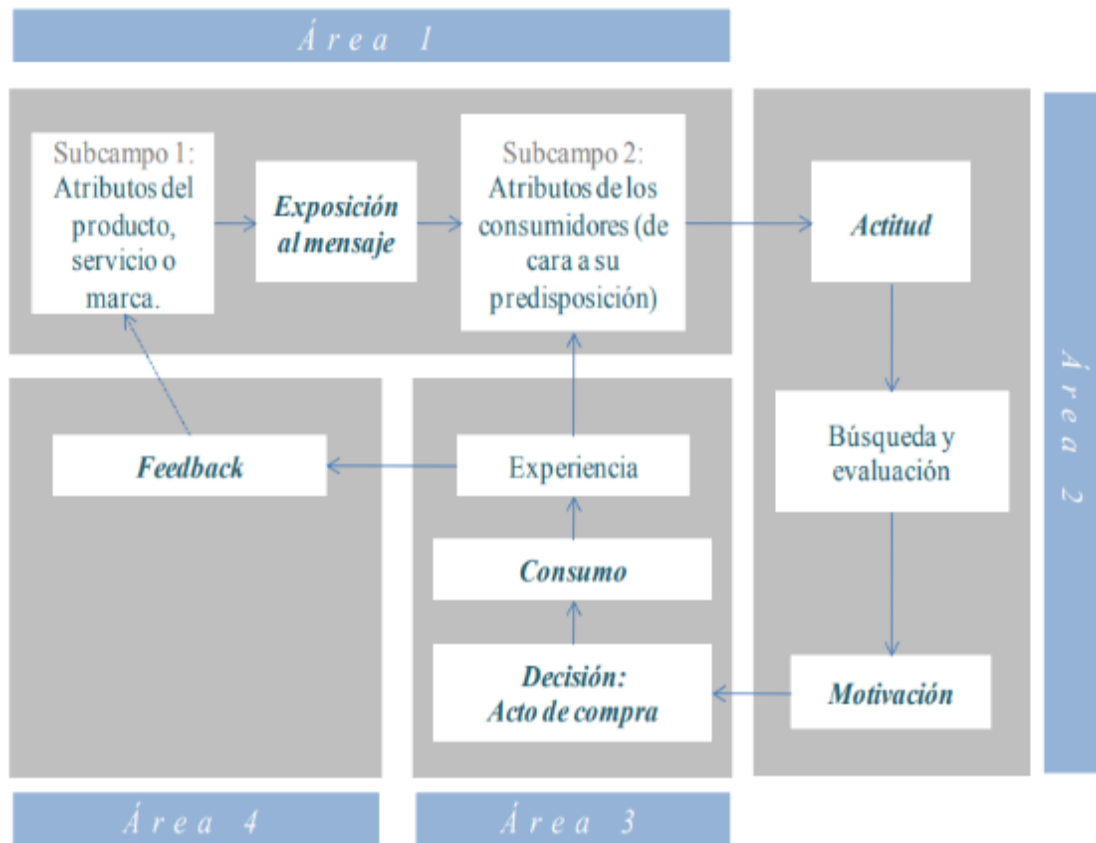 Área 1
Subcampo 1:
Atributos del
producto,
servicio o
marca.
Exposición
al mensaje
Subcampo 2:
Atributos de los
consumidores (de
cara a su
predisposición)
Actitud
Área 2
Búsqueda y
evaluación
Motivación
Feedback
Experiencia
Consumo
Decisión:
Acto de compra
Área 4
Área 3